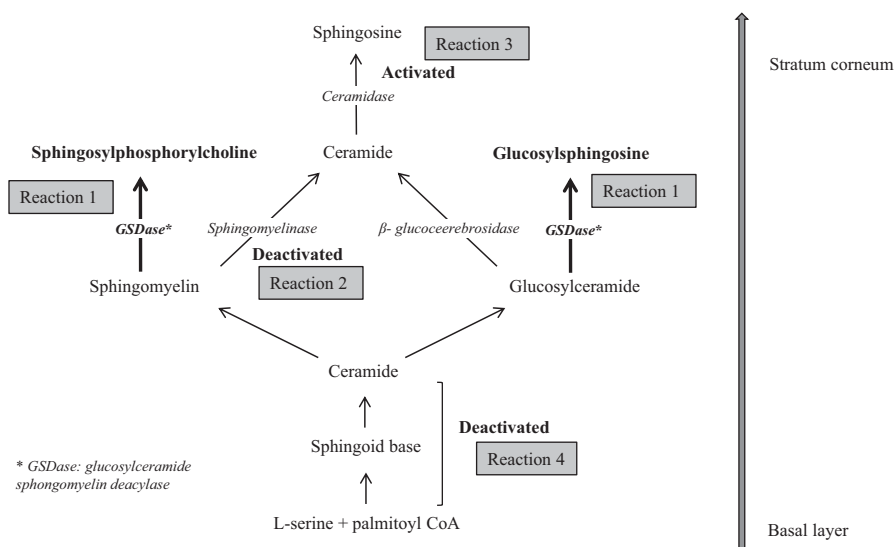 Sphingosine
Reaction 3
Activated
Stratum corneum
Ceramidase
Sphingosylphosphorylcholine
Ceramide
Glucosylsphingosine
Reaction 1
Reaction 1
GSDase*
Sphingomyelinase
β- glucoceerebrosidase
GSDase*
Deactivated
Sphingomyelin
Reaction 2
Glucosylceramide
Ceramide
Deactivated
Sphingoid base
Reaction 4
* GSDase: glucosylceramide
sphongomyelin deacylase
L-serine + palmitoyl CoA
Basal layer